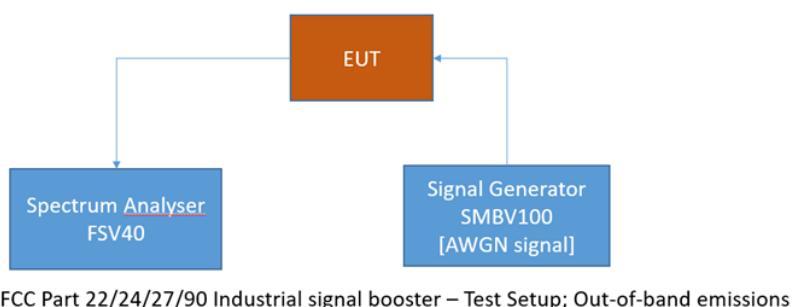 EUT
Spectrum Analyser
FSV40
Signal Generator
SMBV100
[AWGN signal]
FCC Part 22/24/27/90 Industrial signal booster – Test Setup; Out-of-band emissions